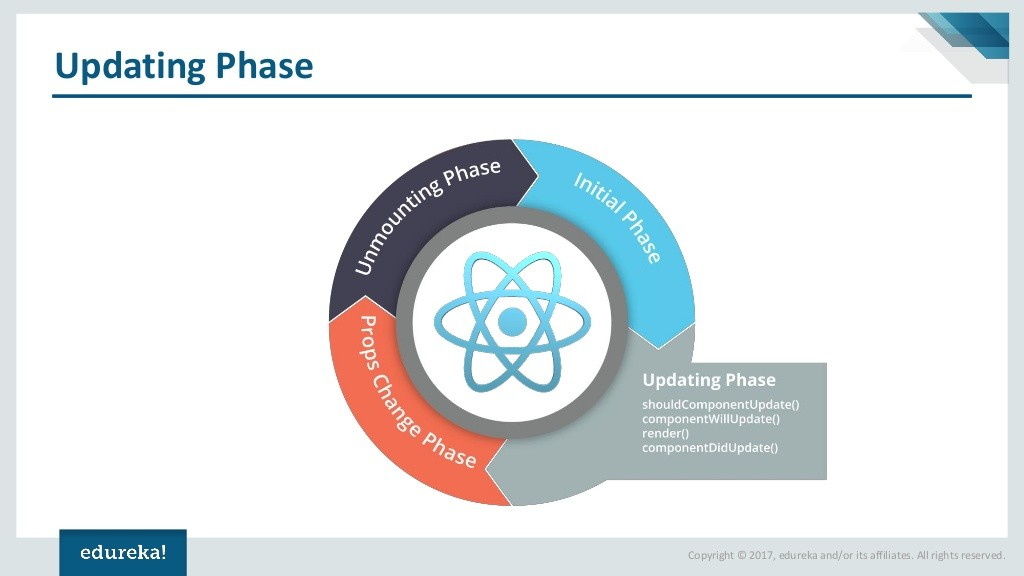 Updating Phase
Unmounting Phase
Initial Phase
Props Change Phase
Updating Phase
shouldComponentUpdate()
componentWillUpdate()
render()
componentDidUpdate()
edureka!
Copyright © 2017, edureka and/or its affiliates. All rights reserved.